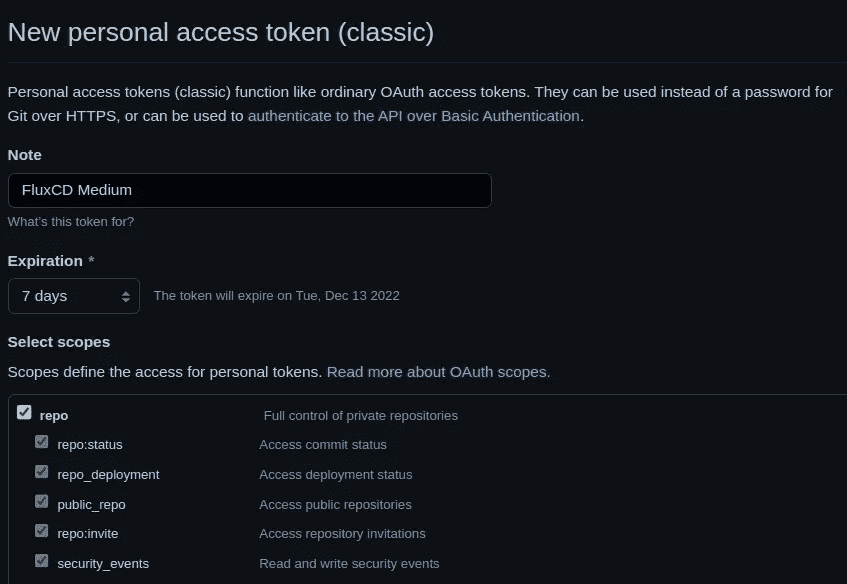 New personal access token (classic)
Personal access tokens (classic) function like ordinary OAuth access tokens. They can be used instead of a password for
Git over HTTPS, or can be used to authenticate to the API over Basic Authentication.
Note
FluxCD Medium
What's this token for?
Expiration *
7 days The token will expire on Tue, Dec 13 2022
Select scopes
Scopes define the access for personal tokens. Read more about OAuth scopes.
repo Full control of private repositories
repo:status Access commit status
repo_deployment Access deployment status
public_repo Access public repositories
repo:invite Access repository invitations
security_events Read and write security events